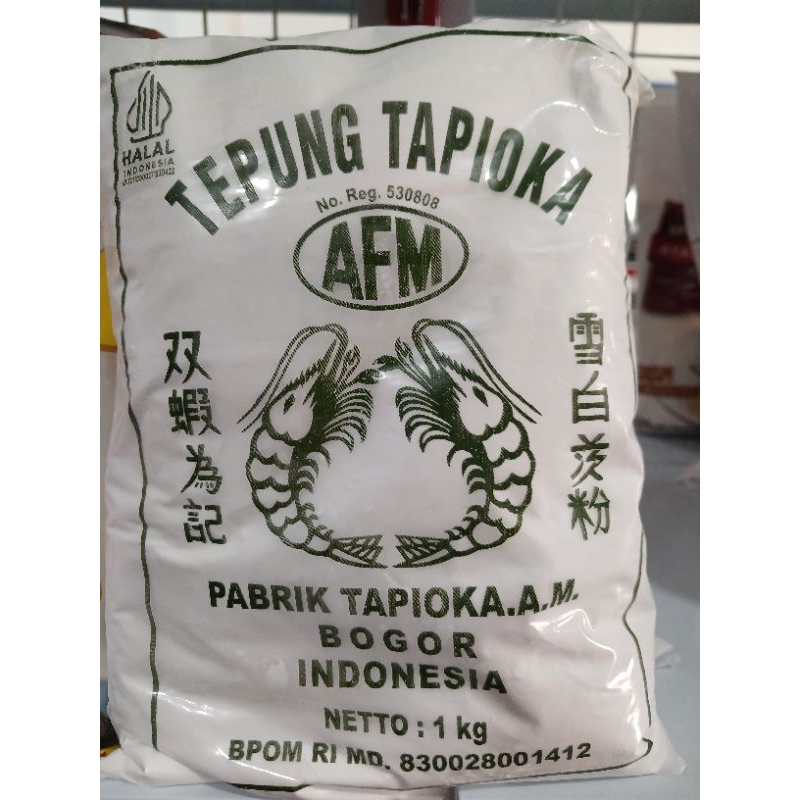 HALAL
INDONESIA
TEPUNG TAPIOKA
No. Reg. 530808
AFM
双蝦為記
雪白茨粉
PABRIK TAPIOKA.A.M.
BOGOR
INDONESIA
NETTO : 1 kg
BPOM RI MD. 830028001412